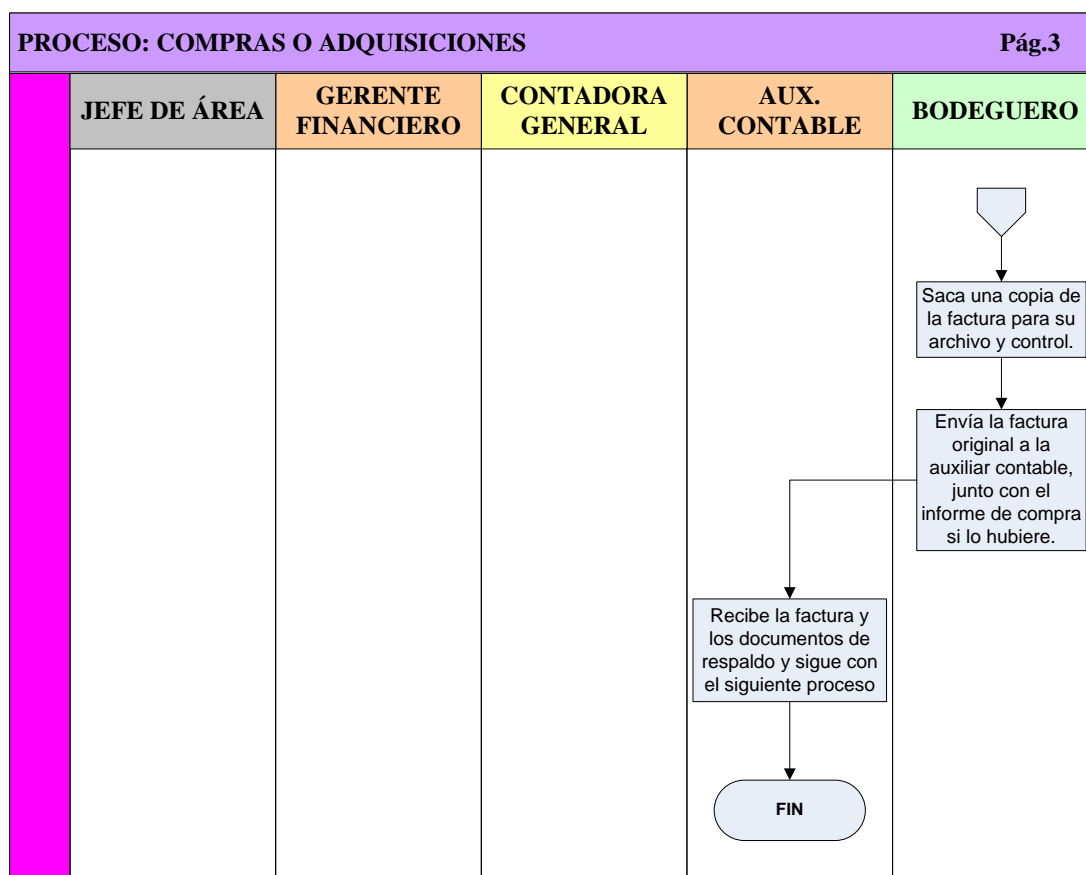 PROCESO: COMPRAS O ADQUISICIONES Pág.3
JEFE DE ÁREA
GERENTE
FINANCIERO
CONTADORA
GENERAL
AUX.
CONTABLE
BODEGUERO
Saca una copia de
la factura para su
archivo y control.
Envía la factura
original a la
auxiliar contable,
junto con el
informe de compra
si lo hubiere.
Recibe la factura y
los documentos de
respaldo y sigue con
el siguiente proceso
FIN